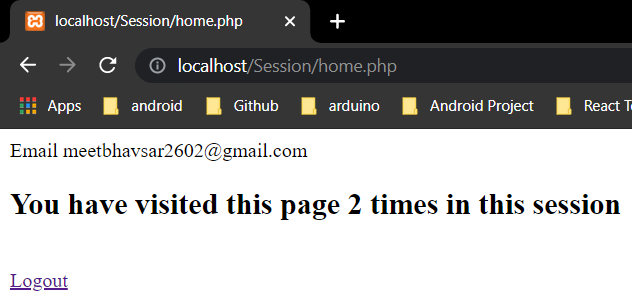 localhost/Session/home.php
localhost/Session/home.php
Apps android Github arduino Android Project React T
Email meetbhavsar2602@gmail.com
You have visited this page 2 times in this session
Logout